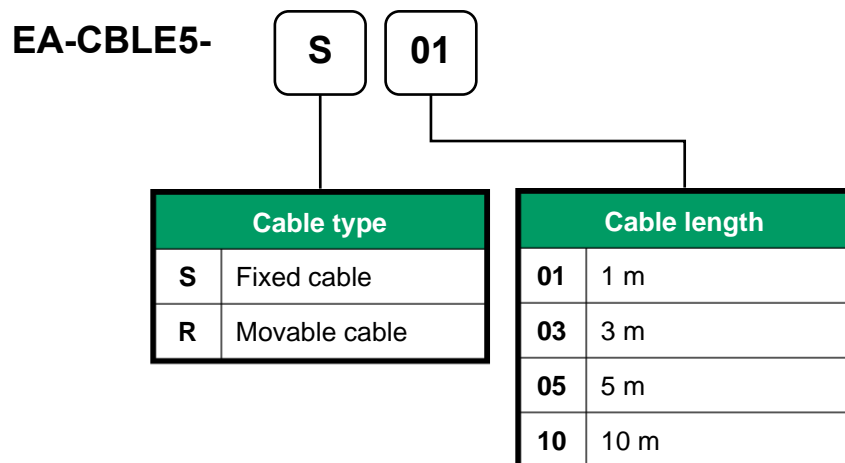 EA-CBLE5- S 01
Cable type
S Fixed cable
R Movable cable
Cable length
01 1 m
03 3 m
05 5 m
10 10 m